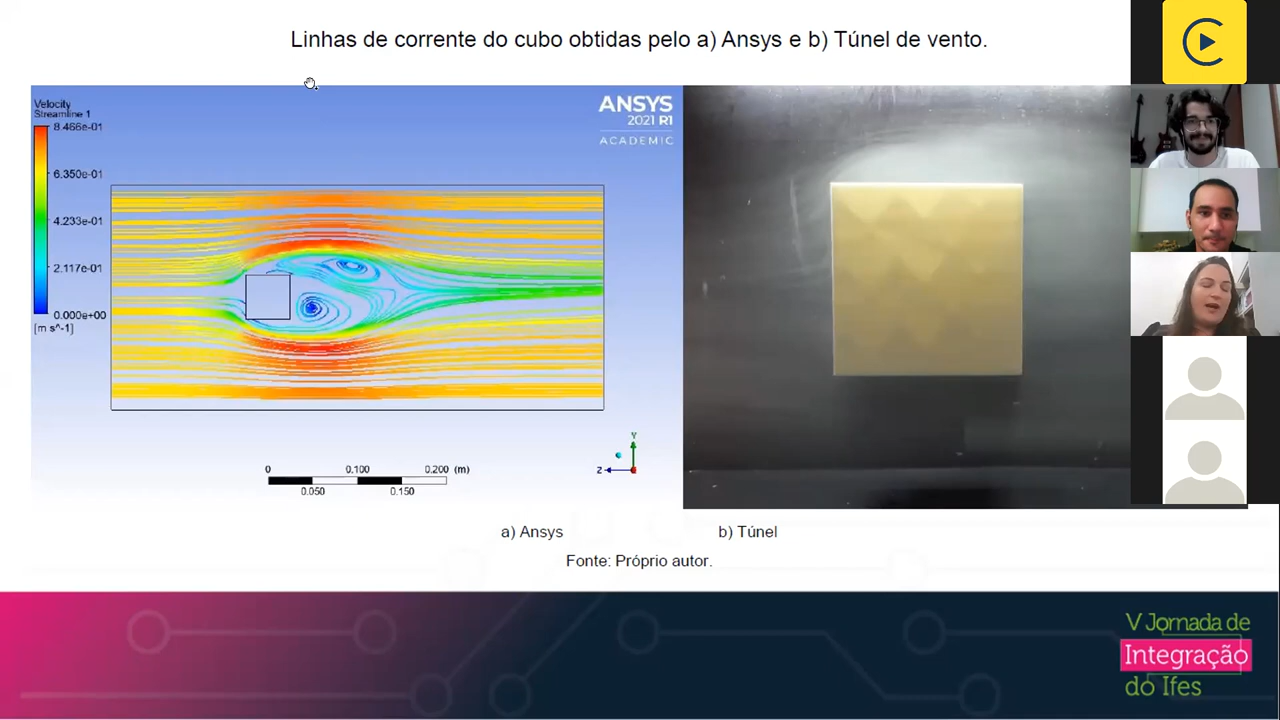 Linhas de corrente do cubo obtidas pelo a) Ansys e b) Túnel de vento.
Velocity
Streamline 1
8.466e-01
6.350e-01
4.233e-01
2.117e-01
0.000e+00
[m s^-1]
ANSYS
2021 R1
ACADEMIC
Y
Z
0 0.100 0.200 (m)
0.050 0.150
a) Ansys b) Túnel
Fonte: Próprio autor.
V Jornada de
Integração
do Ifes